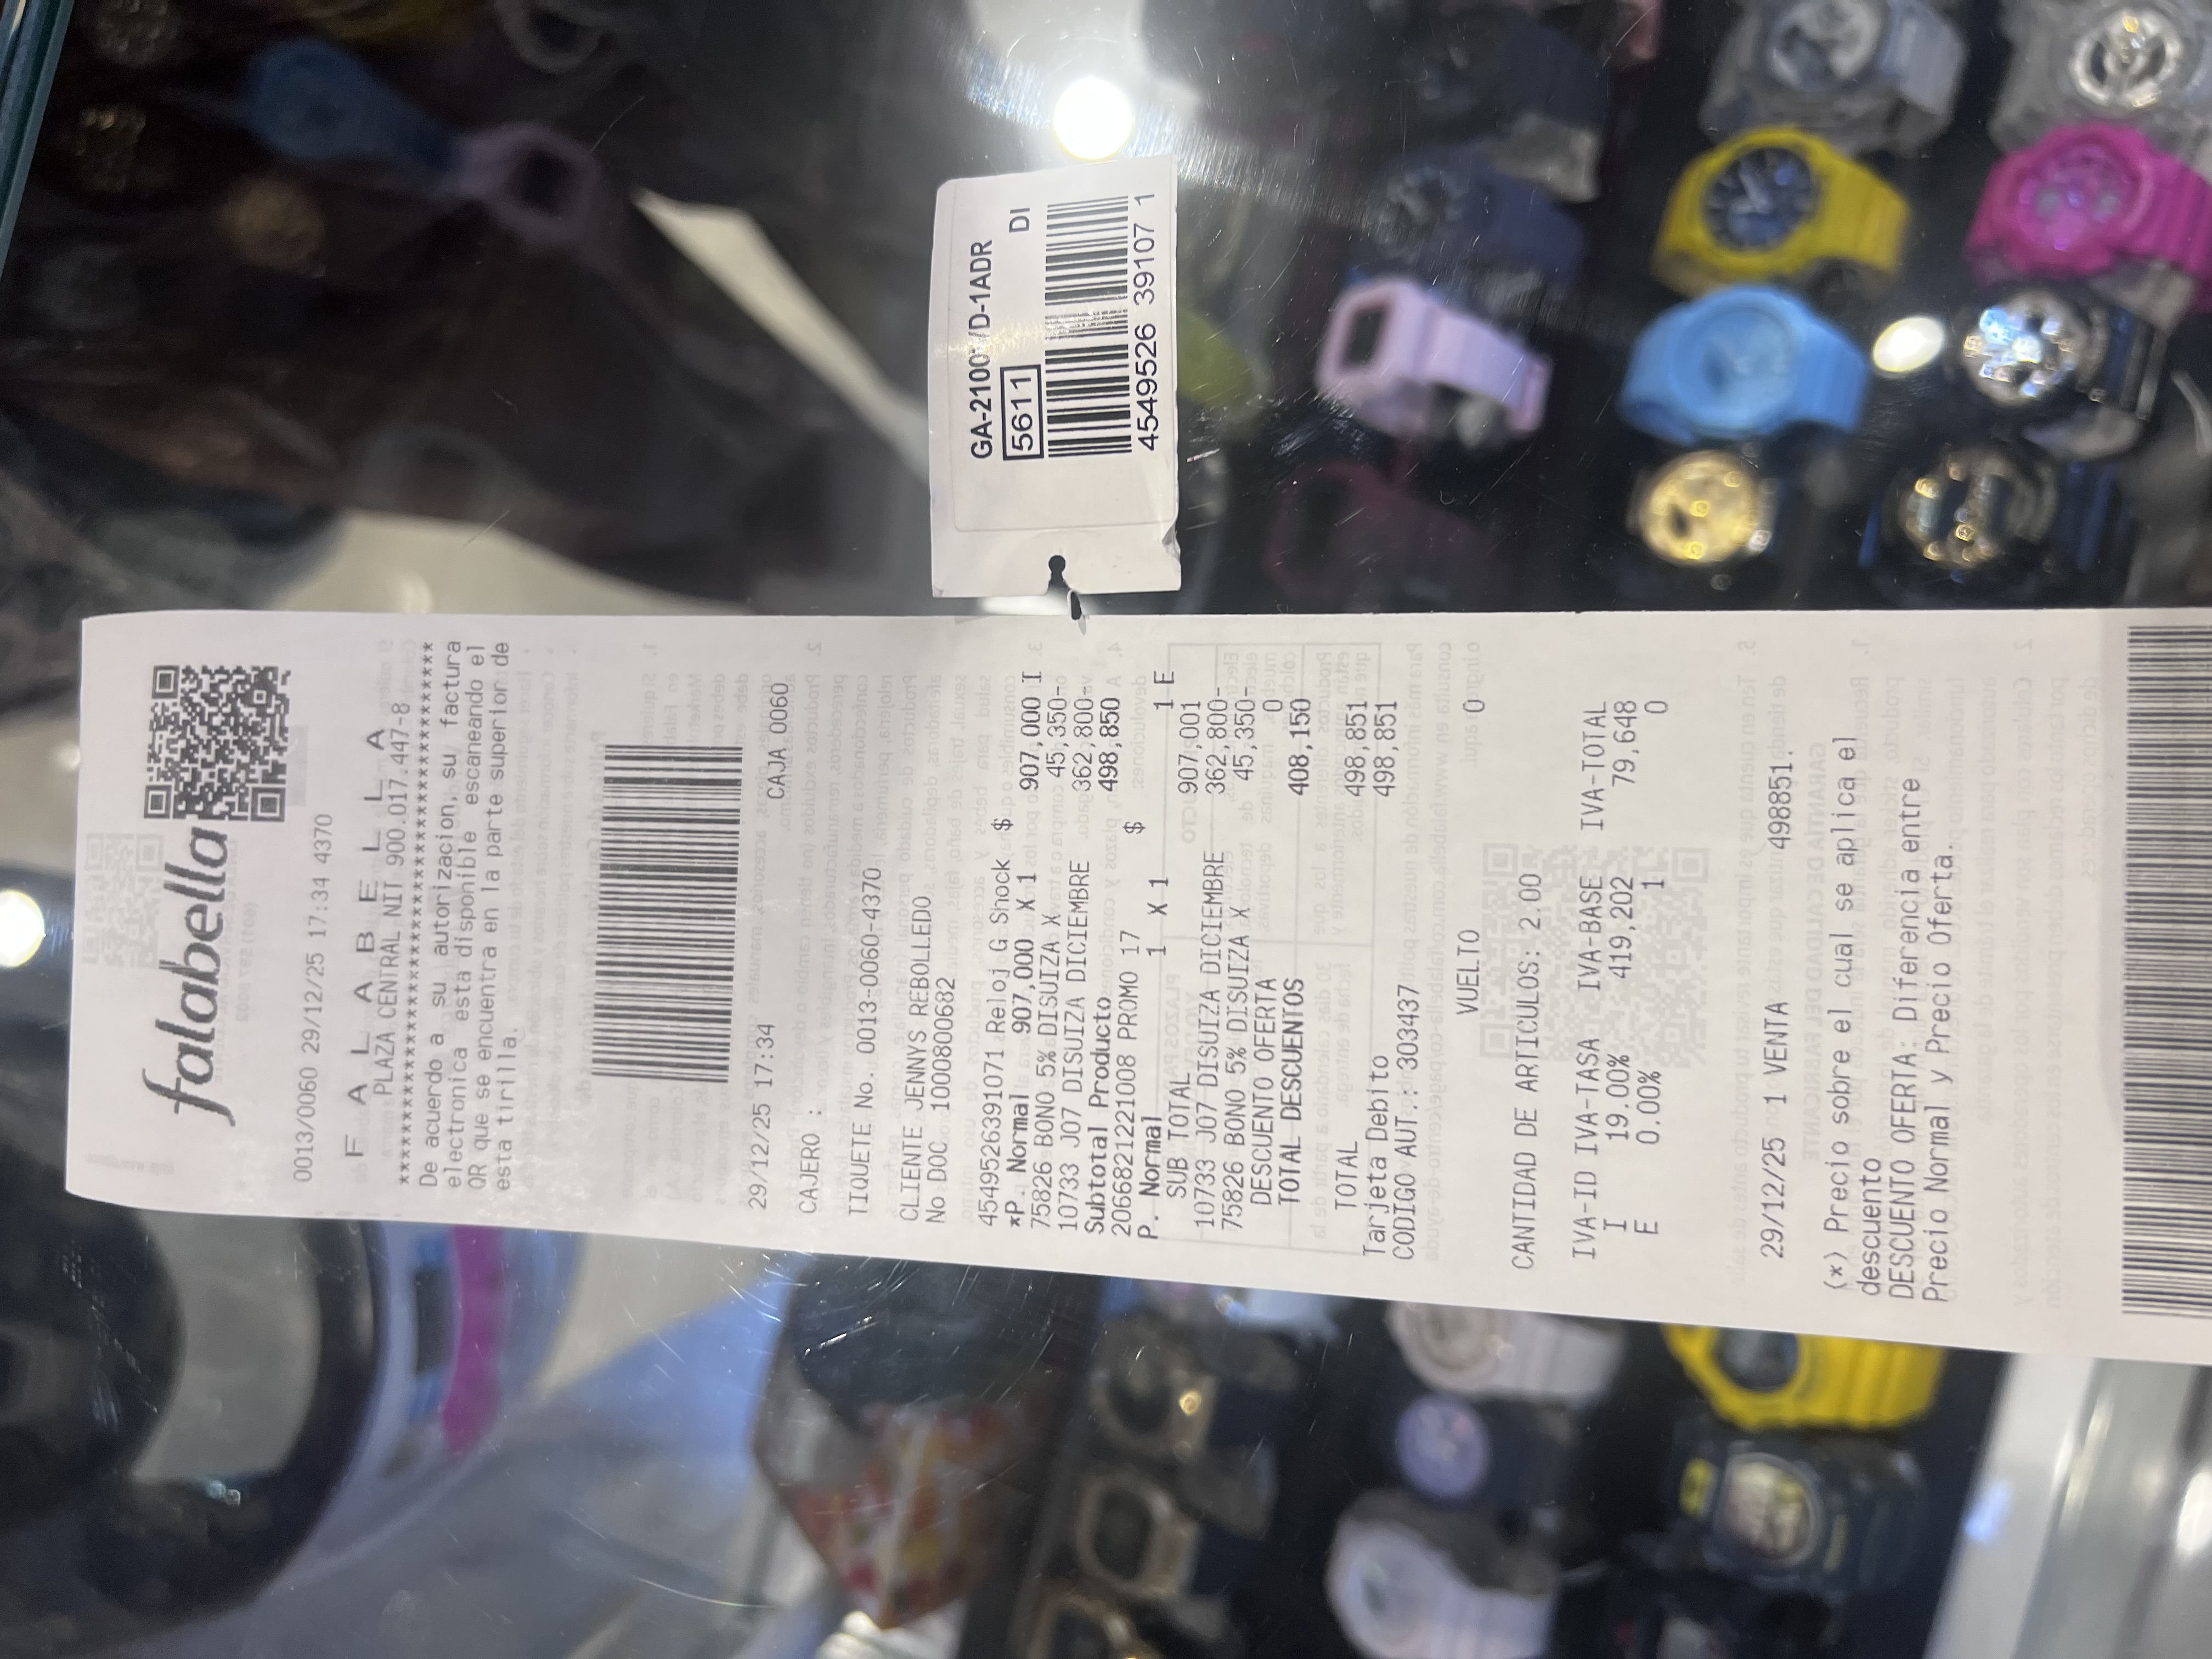 falabella
0013/0060 29/12/25 17:34 4370
F A L A B E L L A
PLAZA CENTRAL NIT 900.017.447-8
****************************************
De acuerdo a su autorizacion, su factura
electronica esta disponible escaneando el
QR que se encuentra en la parte superior de
esta tirilla.
29/12/25 17:34 CAJA 0060
CAJERO :
TIQUETE No. 0013-0060-4370
CLIENTE JENNYS REBOLLEDO
No DOC 1000800682
4549526391071 Reloj G Shock $ 907,000 I
*P. Normal 907,000 X 1
75826 BONO 5% DISUIZA X 45,350-
10733 J07 DISUIZA DICIEMBRE 362,800-
Subtotal Producto 498,850
2066821221008 PROMO 17 $
P. Normal 1 X 1 1 E
SUB TOTAL 907,001
10733 J07 DISUIZA DICIEMBRE 362,800-
75826 BONO 5% DISUIZA X 45,350-
DESCUENTO OFERTA 0
TOTAL DESCUENTOS 408,150
TOTAL 498,851
Tarjeta Debito 498,851
CODIGO AUT.: 303437
VUELTO 0
CANTIDAD DE ARTICULOS: 2.00
IVA-ID IVA-TASA IVA-BASE IVA-TOTAL
I 19.00% 419,202 79,648
E 0.00% 1 0
29/12/25 1 VENTA 498851.
(*) Precio sobre el cual se aplica el
descuento
DESCUENTO OFERTA: Diferencia entre
Precio Normal y Precio Oferta.
DI
5611
4549526 39107 1